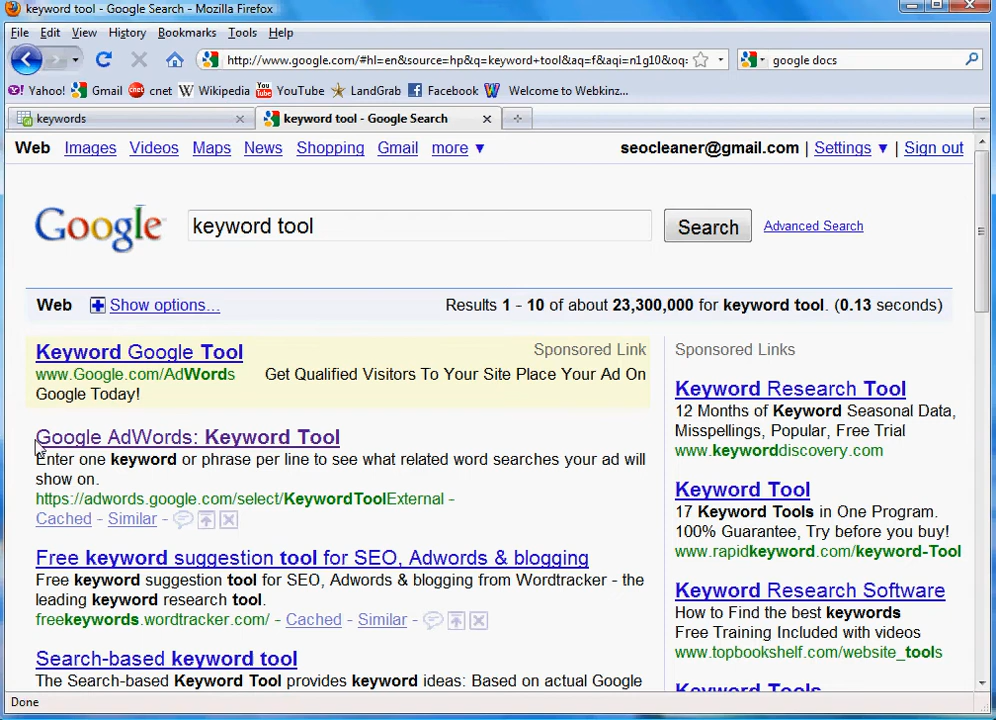 keyword tool - Google Search - Mozilla Firefox
File Edit View History Bookmarks Tools Help
http://www.google.com/#hl=en&source=hp&q=keyword+tool&aq=f&aqi=n1g10&oq: google docs
Yahoo! Gmail cnet cnet W Wikipedia You Tube YouTube LandGrab Facebook W Welcome to Webkinz...
keywords keyword tool - Google Search
Web Images Videos Maps News Shopping Gmail more ▼ seocleaner@gmail.com | Settings ▼ | Sign out
Google keyword tool Search Advanced Search
Web Show options... Results 1 - 10 of about 23,300,000 for keyword tool. (0.13 seconds)
Keyword Google Tool Sponsored Link
www.Google.com/AdWords Get Qualified Visitors To Your Site Place Your Ad On
Google Today!
Google AdWords: Keyword Tool
Enter one keyword or phrase per line to see what related word searches your ad will
show on.
https://adwords.google.com/select/KeywordToolExternal -
Cached - Similar -
Free keyword suggestion tool for SEO, Adwords & blogging
Free keyword suggestion tool for SEO, Adwords & blogging from Wordtracker - the
leading keyword research tool.
freekeywords.wordtracker.com/ - Cached - Similar -
Search-based keyword tool
The Search-based Keyword Tool provides keyword ideas: Based on actual Google
Sponsored Links
Keyword Research Tool
12 Months of Keyword Seasonal Data,
Misspellings, Popular, Free Trial
www.keyworddiscovery.com
Keyword Tool
17 Keyword Tools in One Program.
100% Guarantee, Try before you buy!
www.rapidkeyword.com/keyword-Tool
Keyword Research Software
How to Find the best keywords
Free Training Included with videos
www.topbookshelf.com/website_tools
Keyword Tools
Done